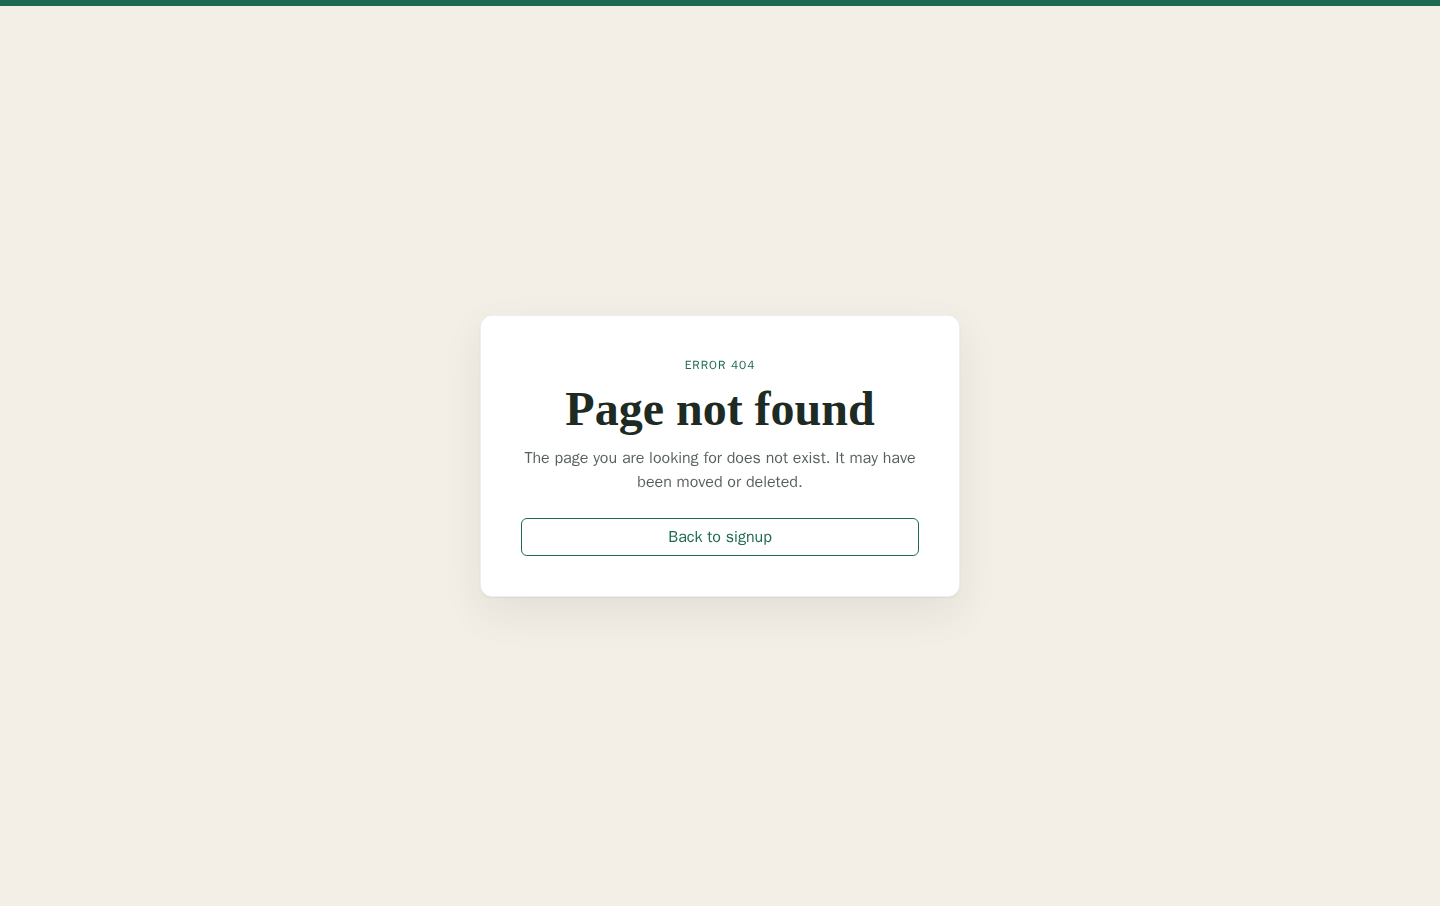 ERROR 404
Page not found
The page you are looking for does not exist. It may have
been moved or deleted.
Back to signup